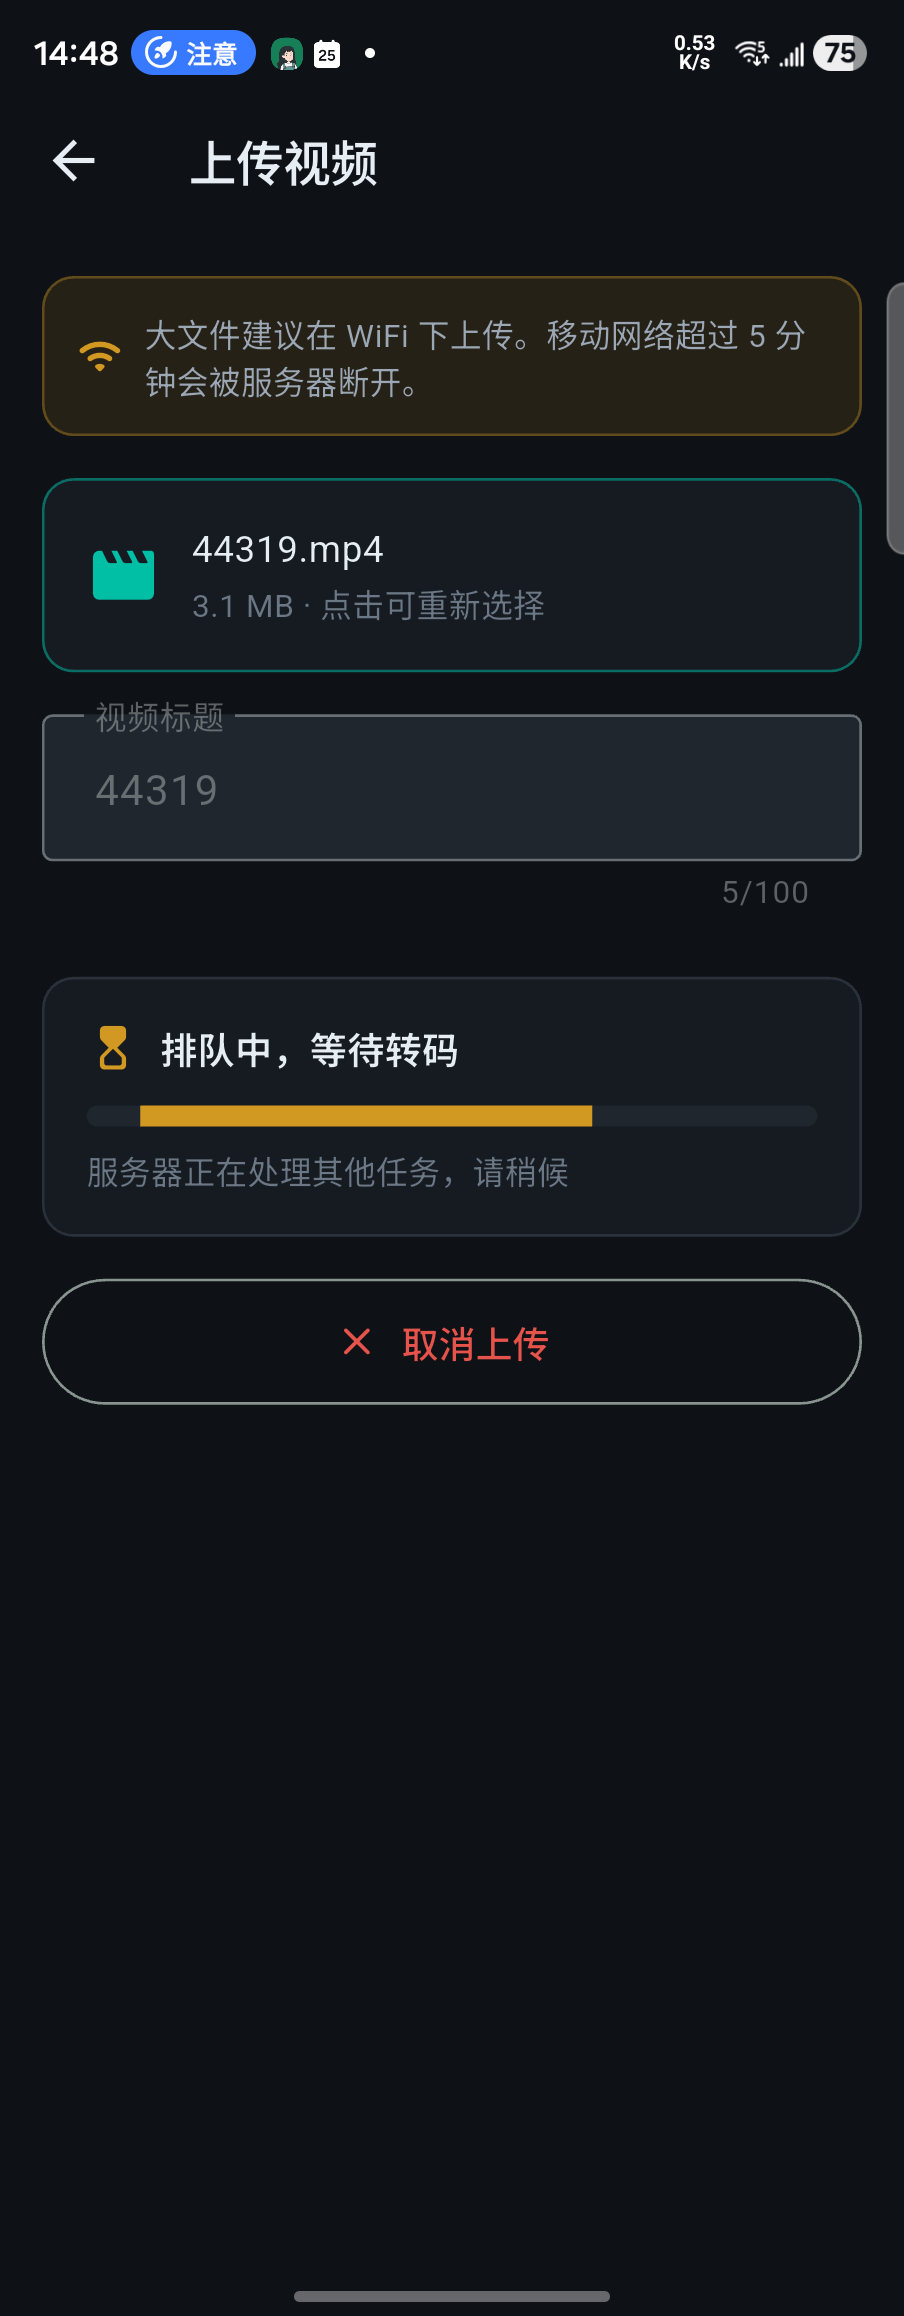 14:48 注意 25 0.53 K/s 5 75
上传视频
大文件建议在 WiFi 下上传。移动网络超过 5 分
钟会被服务器断开。
44319.mp4
3.1 MB · 点击可重新选择
视频标题
44319
5/100
排队中，等待转码
服务器正在处理其他任务，请稍候
取消上传